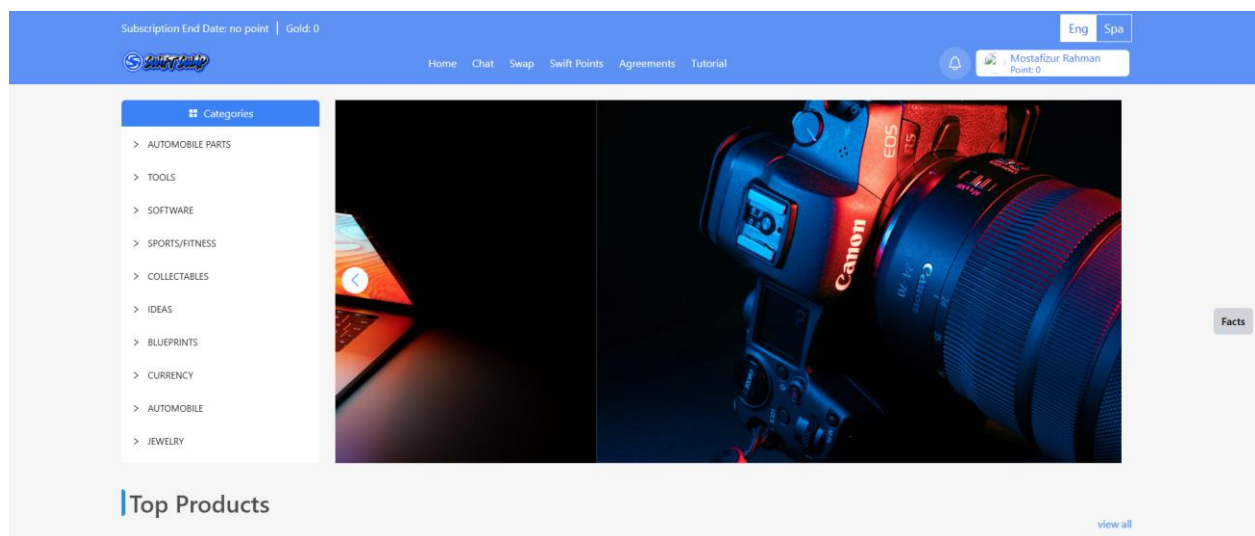 Subscription End Date: no point | Gold: 0
Eng Spa
SWIFTSWAP
Home Chat Swap Swift Points Agreements Tutorial
Mostafizur Rahman
Point: 0
Categories
> AUTOMOBILE PARTS
> TOOLS
> SOFTWARE
> SPORTS/FITNESS
> COLLECTABLES
> IDEAS
> BLUEPRINTS
> CURRENCY
> AUTOMOBILE
> JEWELRY
EOS
R5
Canon
Facts
Top Products
view all